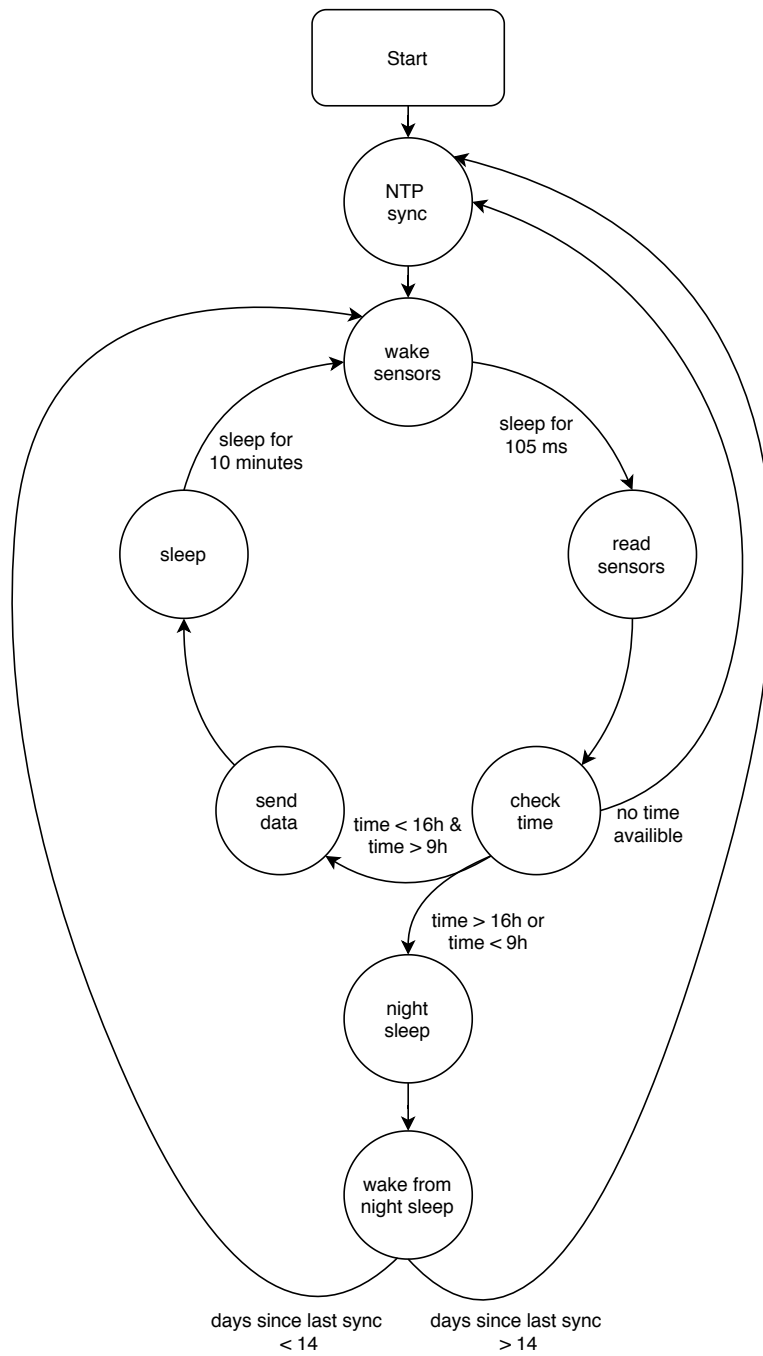 Start
NTP
sync
wake
sensors
sleep for
105 ms
sleep for
10 minutes
sleep
read
sensors
send
data
time < 16h &
time > 9h
check
time
no time
availible
time > 16h or
time < 9h
night
sleep
wake from
night sleep
days since last sync
< 14
days since last sync
> 14